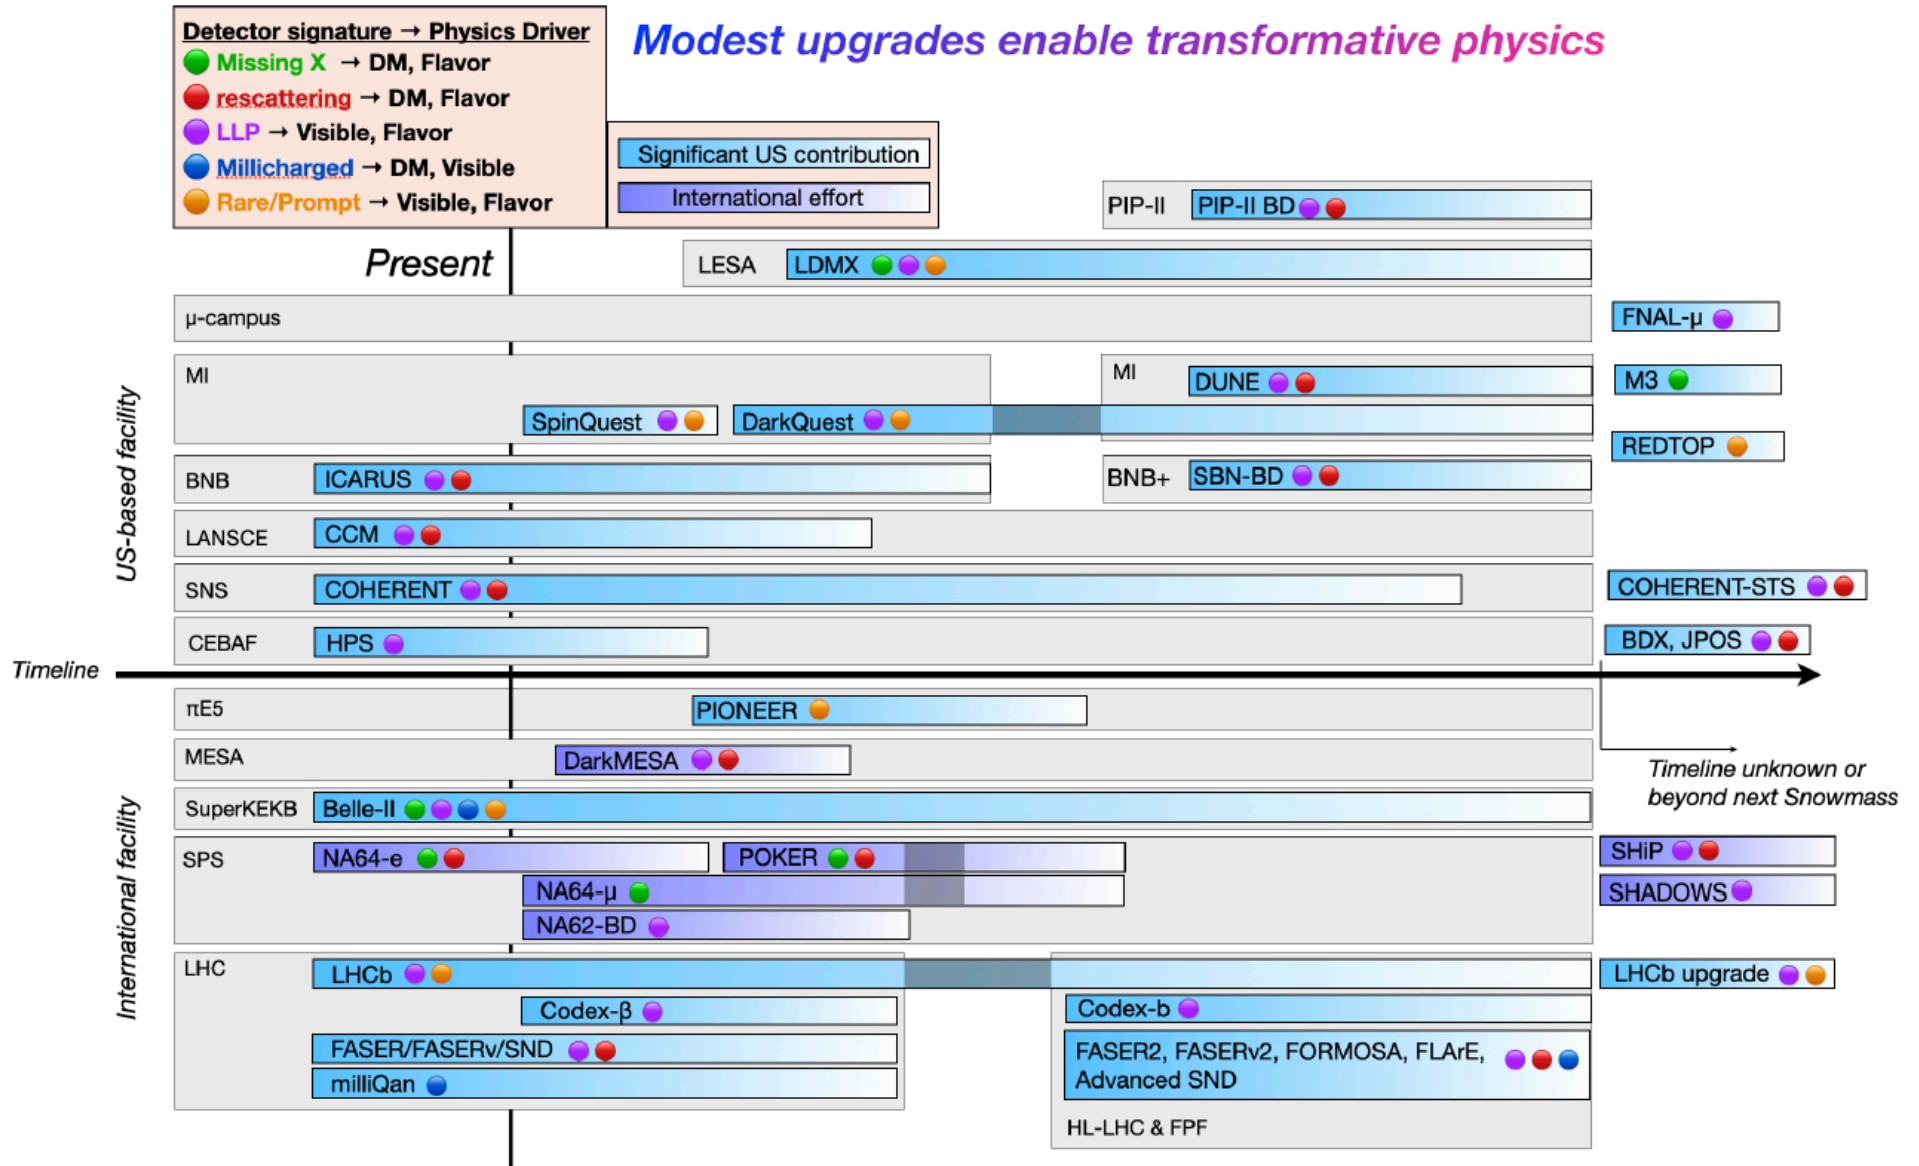 Modest upgrades enable transformative physics
Detector signature → Physics Driver
Missing X → DM, Flavor
rescattering → DM, Flavor
LLP → Visible, Flavor
Millicharged → DM, Visible
Rare/Prompt → Visible, Flavor
Significant US contribution
International effort
PIP-II
PIP-II BD
Present
LESA
LDMX
μ-campus
FNAL-μ
MI
MI
DUNE
M3
SpinQuest
DarkQuest
REDTOP
BNB
ICARUS
BNB+
SBN-BD
LANSCE
CCM
SNS
COHERENT
COHERENT-STS
CEBAF
HPS
BDX, JPOS
US-based facility
Timeline
πE5
PIONEER
MESA
DarkMESA
Timeline unknown or
beyond next Snowmass
SuperKEKB
Belle-II
SPS
NA64-e
POKER
SHiP
NA64-μ
SHADOWS
NA62-BD
International facility
LHC
LHCb
LHCb upgrade
Codex-β
Codex-b
FASER/FASERν/SND
FASER2, FASERν2, FORMOSA, FLArE,
Advanced SND
milliQan
HL-LHC & FPF